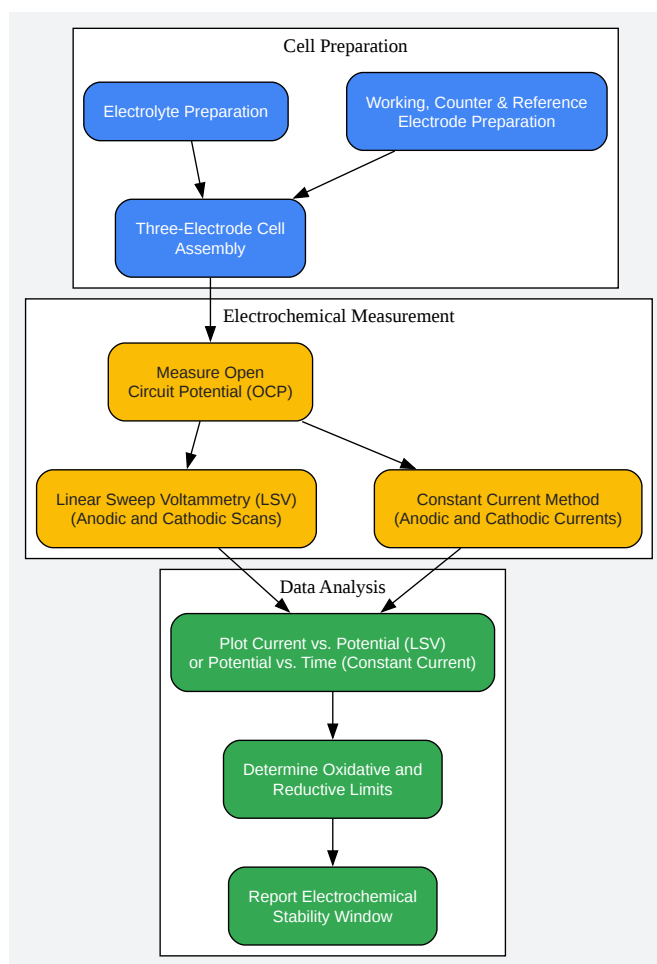 Cell Preparation
Electrolyte Preparation
Working, Counter & Reference
Electrode Preparation
Three-Electrode Cell
Assembly
Electrochemical Measurement
Measure Open
Circuit Potential (OCP)
Linear Sweep Voltammetry (LSV)
(Anodic and Cathodic Scans)
Constant Current Method
(Anodic and Cathodic Currents)
Data Analysis
Plot Current vs. Potential (LSV)
or Potential vs. Time (Constant Current)
Determine Oxidative and
Reductive Limits
Report Electrochemical
Stability Window